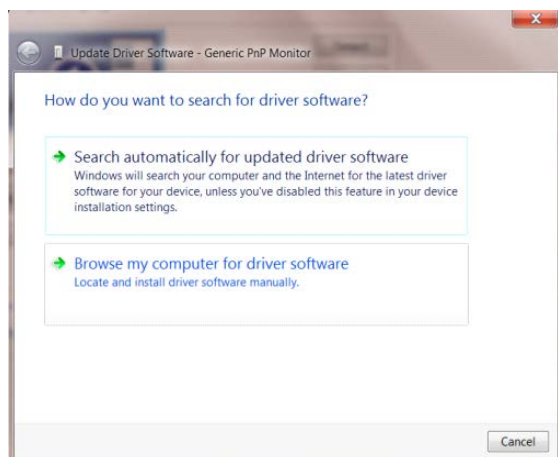 Update Driver Software - Generic PnP Monitor
How do you want to search for driver software?
Search automatically for updated driver software
Windows will search your computer and the Internet for the latest driver
software for your device, unless you've disabled this feature in your device
installation settings.
Browse my computer for driver software
Locate and install driver software manually.
Cancel